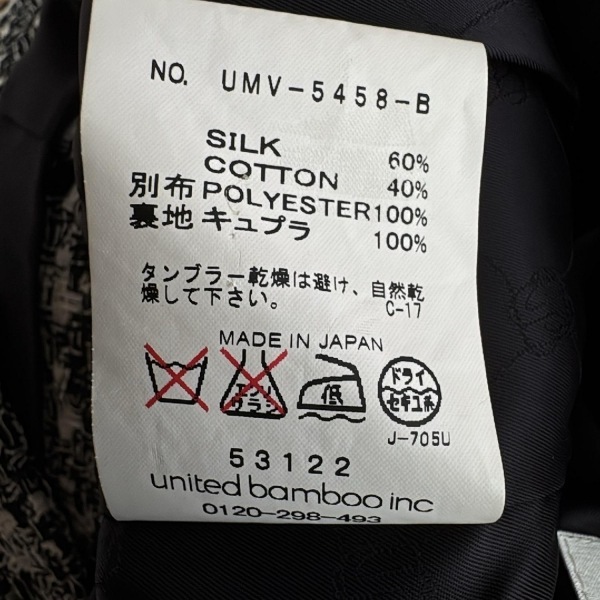 NO. UMV-5458-B
SILK 60%
COTTON 40%
別布 POLYESTER 100%
裏地 キュプラ 100%
タンブラー乾燥は避け、自然乾
燥して下さい。
C-17
MADE IN JAPAN
エンソ
ウラシ
低
ドライ
セキユ系
J-705U
53122
united bamboo inc
0120-298-493